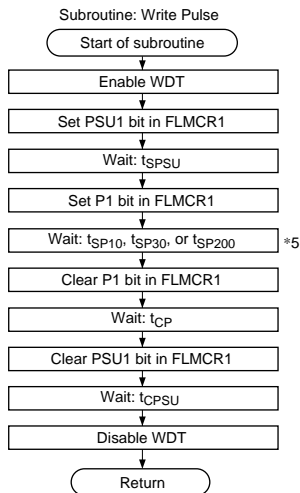 Subroutine: Write Pulse
Start of subroutine
Enable WDT
Set PSU1 bit in FLMCR1
Wait: tSPSU
Set P1 bit in FLMCR1
Wait: tSP10, tSP30, or tSP200 *5
Clear P1 bit in FLMCR1
Wait: tCP
Clear PSU1 bit in FLMCR1
Wait: tCPSU
Disable WDT
Return